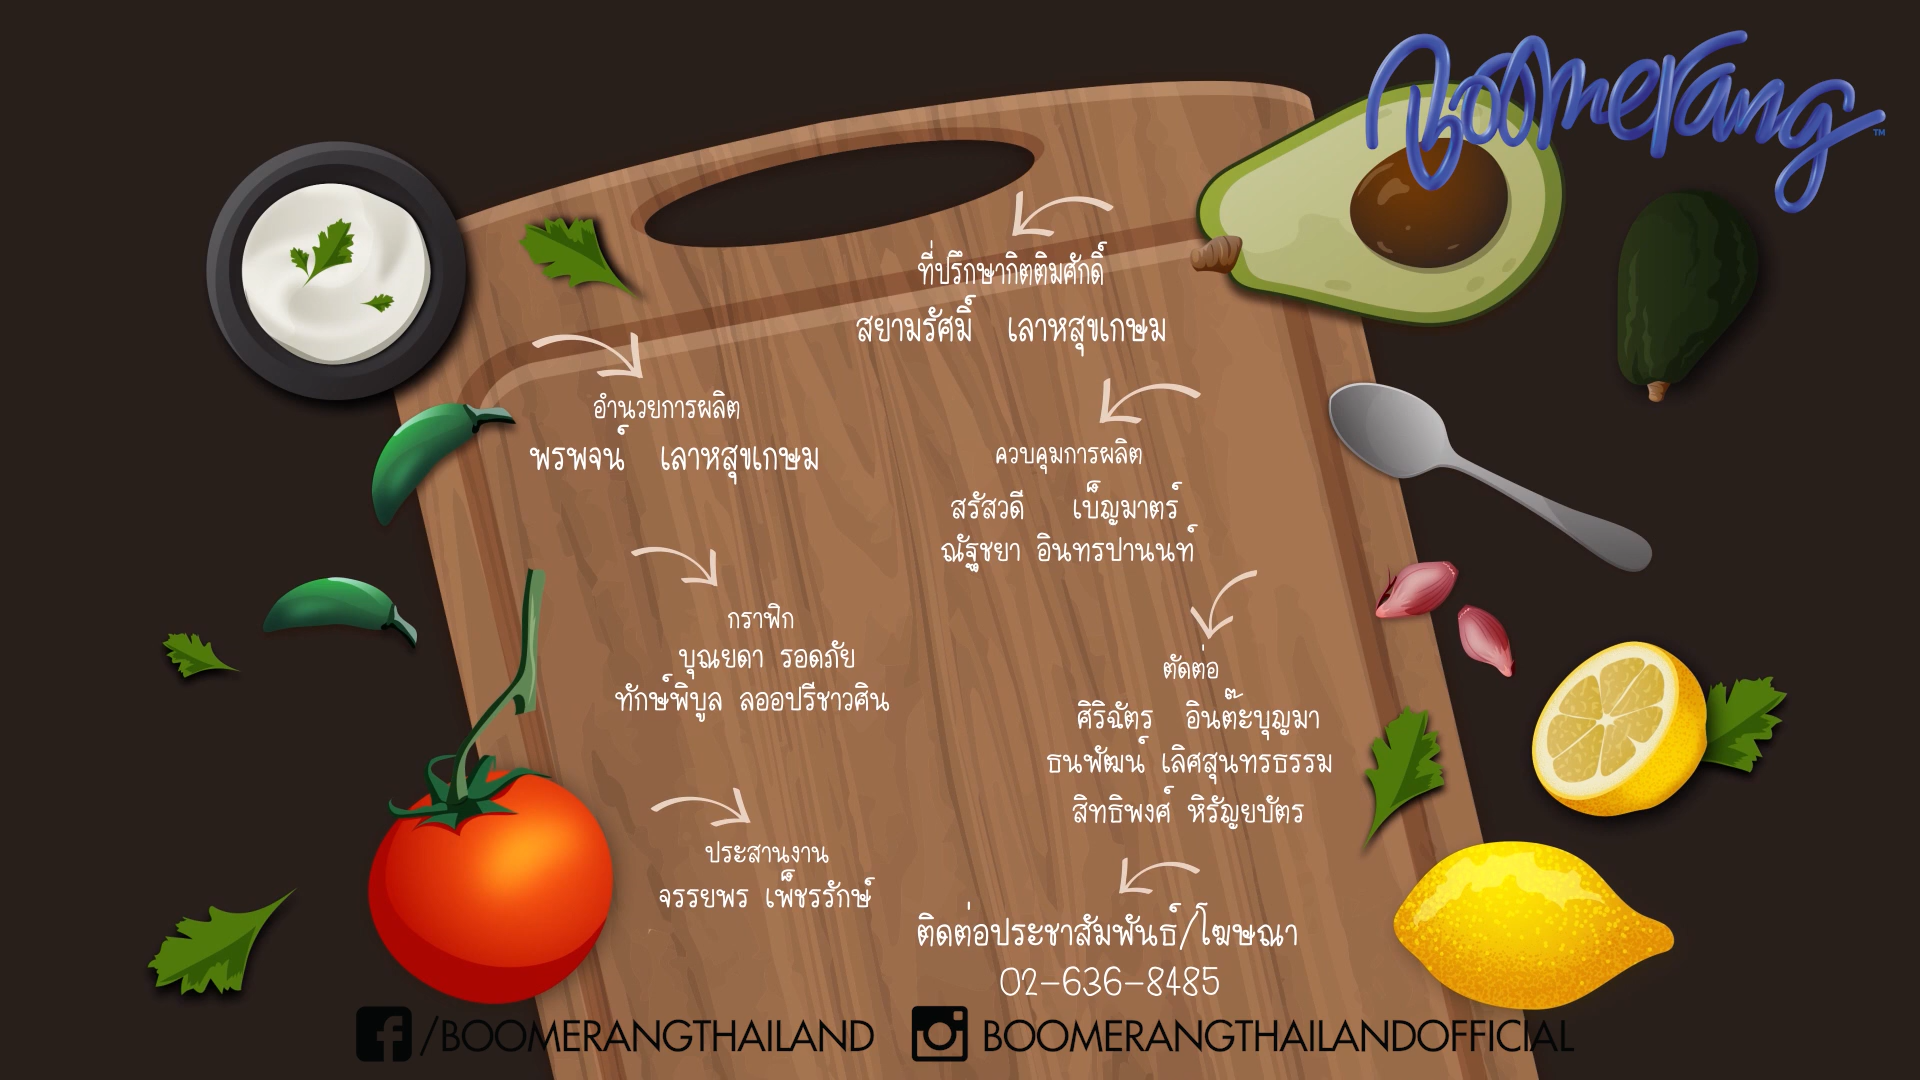 Boomerang™
ที่ปรึกษากิตติมศักดิ์
สยามรัศมิ์ เลาหสุขเกษม
อำนวยการผลิต
พรพจน์ เลาหสุขเกษม
ควบคุมการผลิต
สรัสวดี เบ็ญมาตร์
ณัฐชยา อินทรปานนท์
กราฟิก
บุณยดา รอดภัย
ทักษ์พิบูล ลออปรีชาวศิน
ตัดต่อ
ศิริฉัตร อินต๊ะบุญมา
ธนพัฒน์ เลิศสุนทรธรรม
สิทธิพงศ์ หิรัญยบัตร
ประสานงาน
จรรยพร เพ็ชรรักษ์
ติดต่อประชาสัมพันธ์/โฆษณา
02-636-8485
/BOOMERANGTHAILAND
BOOMERANGTHAILANDOFFICIAL